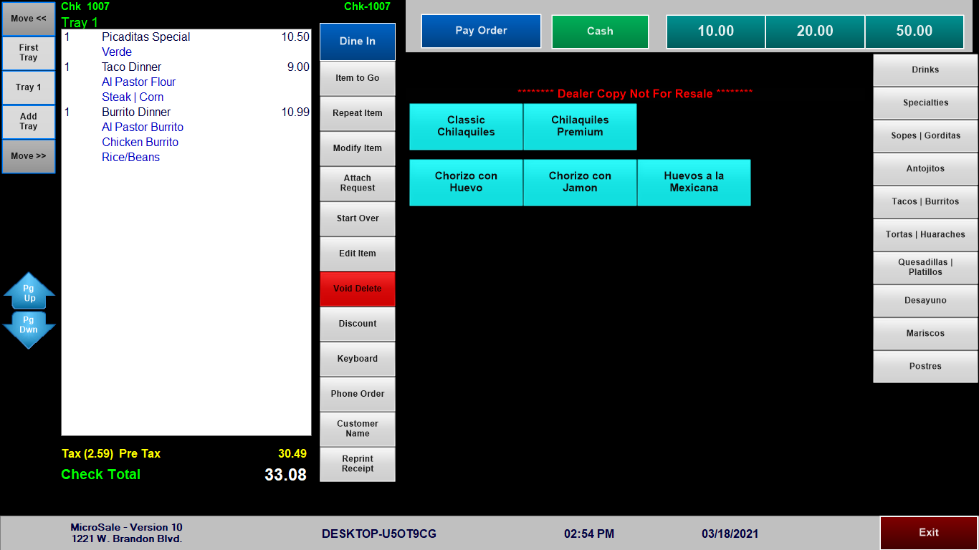 Move <<
First
Tray
Tray 1
Add
Tray
Move >>
Pg
Up
Pg
Dwn
Chk 1007
Chk-1007
Tray 1
1 Picaditas Special 10.50
Verde
1 Taco Dinner 9.00
Al Pastor Flour
Steak | Corn
1 Burrito Dinner 10.99
Al Pastor Burrito
Chicken Burrito
Rice/Beans
Tax (2.59) Pre Tax 30.49
Check Total 33.08
Dine In
Item to Go
Repeat Item
Modify Item
Attach
Request
Start Over
Edit Item
Void Delete
Discount
Keyboard
Phone Order
Customer
Name
Reprint
Receipt
Pay Order
Cash
10.00
20.00
50.00
******** Dealer Copy Not For Resale ********
Classic
Chilaquiles
Chilaquiles
Premium
Chorizo con
Huevo
Chorizo con
Jamon
Huevos a la
Mexicana
Drinks
Specialties
Sopes | Gorditas
Antojitos
Tacos | Burritos
Tortas | Huaraches
Quesadillas |
Platillos
Desayuno
Mariscos
Postres
MicroSale - Version 10
1221 W. Brandon Blvd.
DESKTOP-U5OT9CG
02:54 PM
03/18/2021
Exit